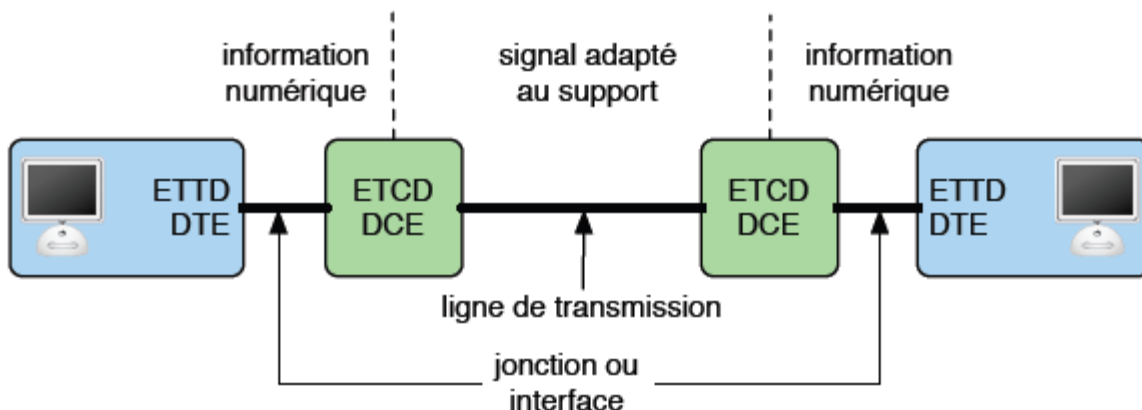 information
numérique
signal adapté
au support
information
numérique
ETTD
DTE
ETCD
DCE
ETCD
DCE
ETTD
DTE
ligne de transmission
jonction ou
interface